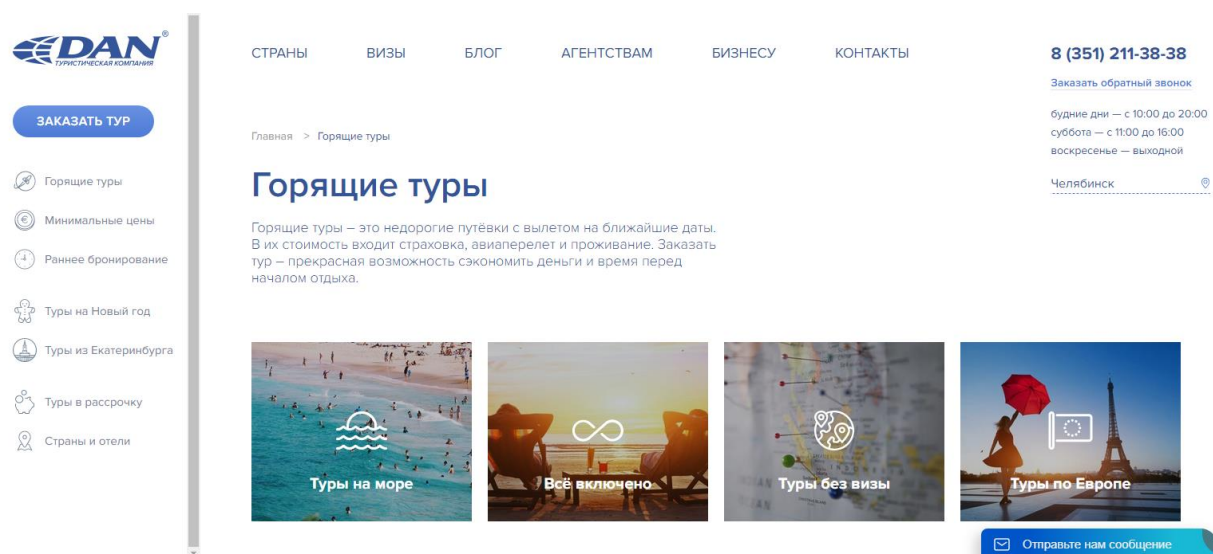 DAN®
ТУРИСТИЧЕСКАЯ КОМПАНИЯ
ЗАКАЗАТЬ ТУР
Горящие туры
Минимальные цены
Раннее бронирование
Туры на Новый год
Туры из Екатеринбурга
Туры в рассрочку
Страны и отели
СТРАНЫ ВИЗЫ БЛОГ АГЕНТСТВАМ БИЗНЕСУ КОНТАКТЫ
8 (351) 211-38-38
Заказать обратный звонок
будние дни — с 10:00 до 20:00
суббота — с 11:00 до 16:00
воскресенье — выходной
Челябинск
Главная > Горящие туры
Горящие туры
Горящие туры – это недорогие путёвки с вылетом на ближайшие даты.
В их стоимость входит страховка, авиаперелет и проживание. Заказать
тур – прекрасная возможность сэкономить деньги и время перед
началом отдыха.
Туры на море
Всё включено
Туры без визы
Туры по Европе
Отправьте нам сообщение